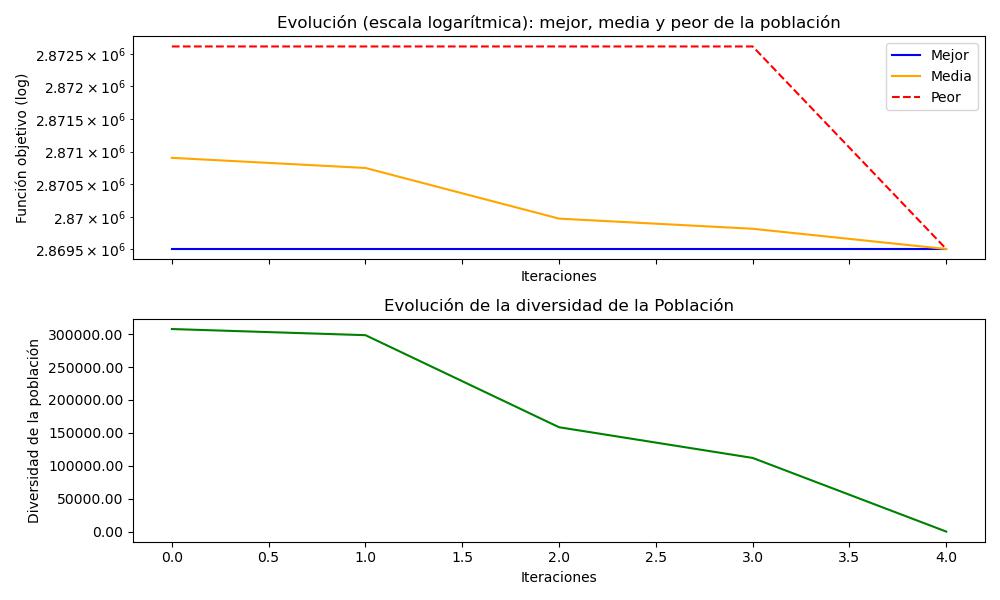 Evolución (escala logarítmica): mejor, media y peor de la población
Función objetivo (log)
2.8725 × 10⁶
2.872 × 10⁶
2.8715 × 10⁶
2.871 × 10⁶
2.8705 × 10⁶
2.87 × 10⁶
2.8695 × 10⁶
Mejor
Media
Peor
Iteraciones
Evolución de la diversidad de la Población
Diversidad de la población
300000.00
250000.00
200000.00
150000.00
100000.00
50000.00
0.00
0.0 0.5 1.0 1.5 2.0 2.5 3.0 3.5 4.0
Iteraciones